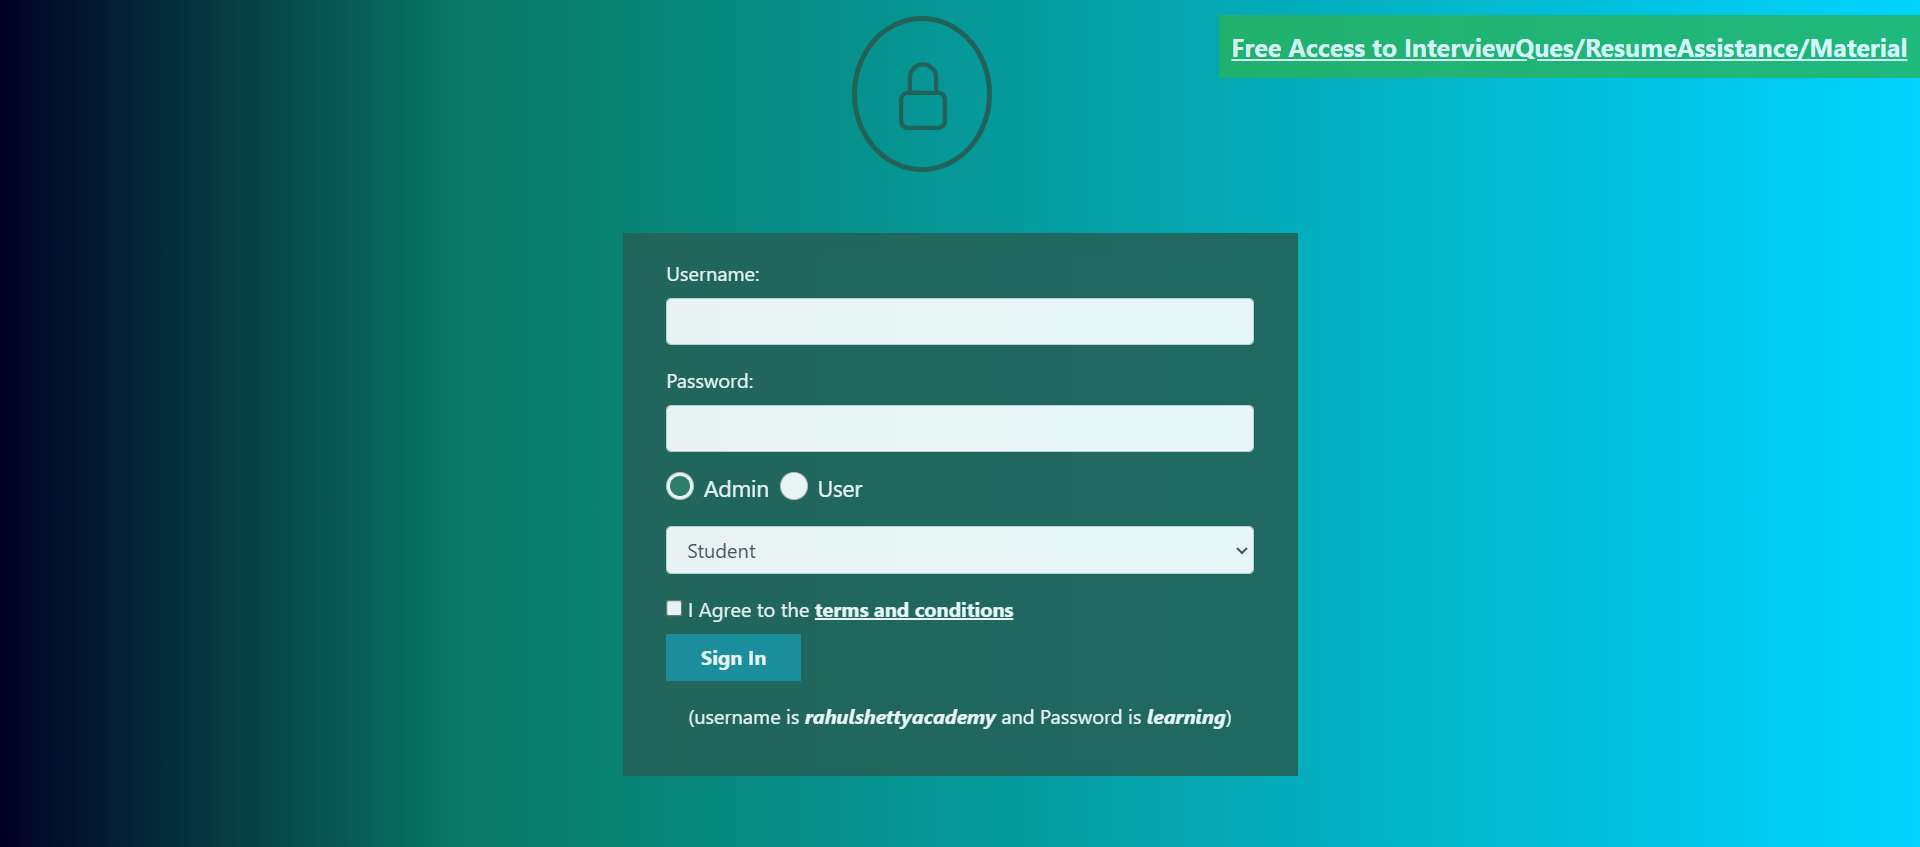 Free Access to InterviewQues/ResumeAssistance/Material
Username:
Password:
Admin User
Student
I Agree to the terms and conditions
Sign In
(username is rahulshettyacademy and Password is learning)